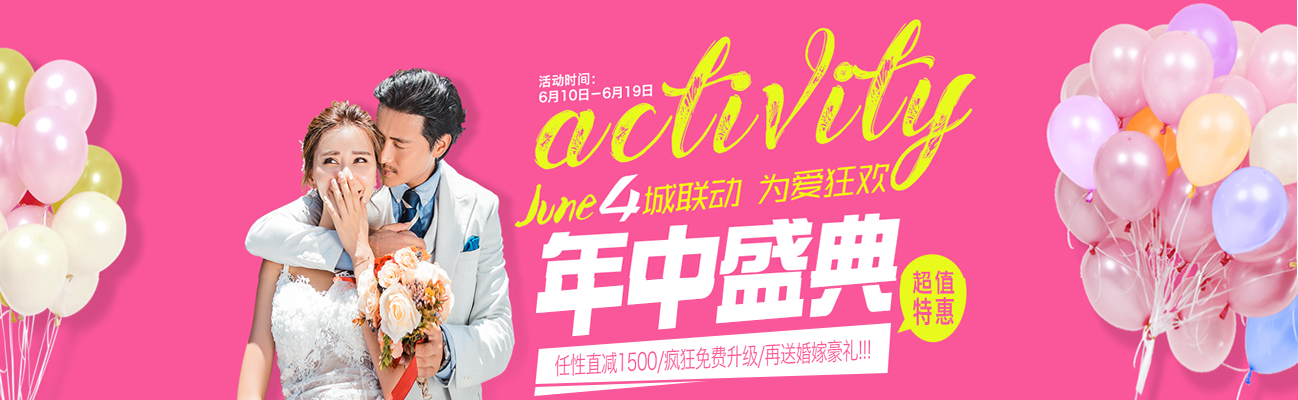 活动时间：
6月10日—6月19日
activity
June 4城联动 为爱狂欢
年中盛典
超值
特惠
任性直减1500/疯狂免费升级/再送婚嫁豪礼!!!